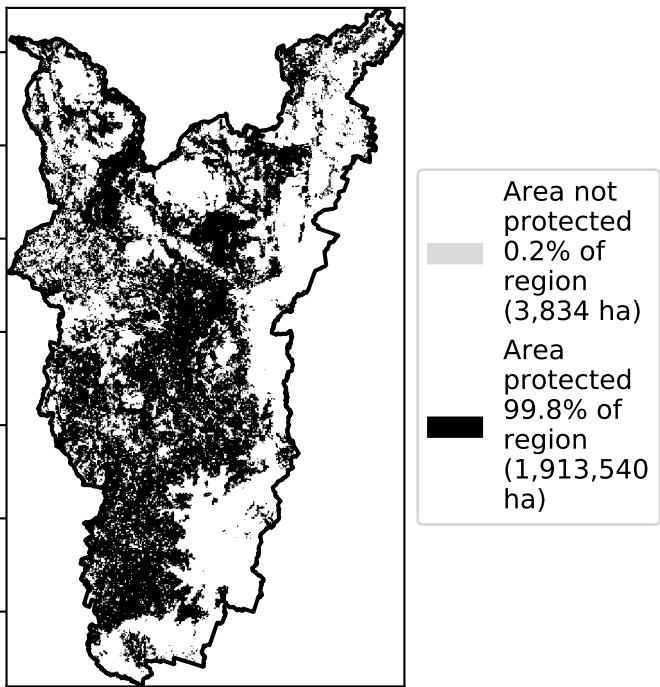 Area not
protected
0.2% of
region
(3,834 ha)
Area
protected
99.8% of
region
(1,913,540
ha)